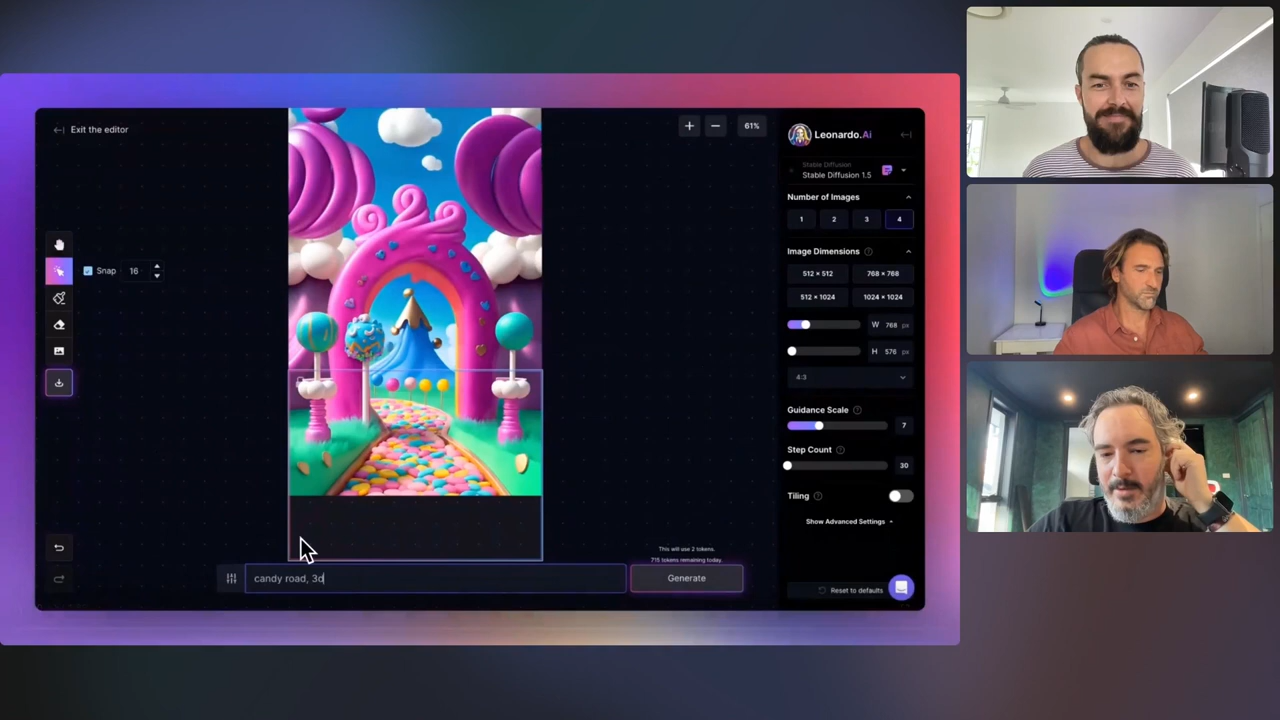 Exit the editor
Snap 16
61%
Leonardo.Ai
Stable Diffusion
Stable Diffusion 1.5
Number of Images
1 2 3 4
Image Dimensions ?
512 × 512 768 × 768
512 × 1024 1024 × 1024
W 768 px
H 576 px
4:3
Guidance Scale ?
7
Step Count ?
30
Tiling ?
Show Advanced Settings
This will use 2 tokens.
715 tokens remaining today.
candy road, 3d
Generate
Reset to defaults